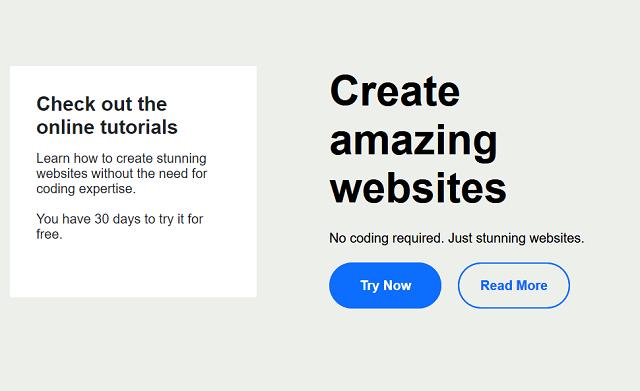 Check out the
online tutorials
Learn how to create stunning
websites without the need for
coding expertise.
You have 30 days to try it for
free.
Create
amazing
websites
No coding required. Just stunning websites.
Try Now
Read More